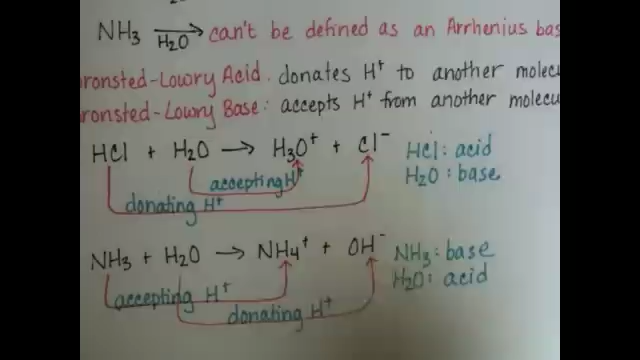 NH₃ →H₂O can't be defined as an Arrhenius bas
ronsted-Lowry Acid: donates H⁺ to another molecu
ronsted-Lowry Base: accepts H⁺ from another molecu
HCl + H₂O → H₃O⁺ + Cl⁻ HCl: acid
accepting H⁺ H₂O: base
donating H⁺
NH₃ + H₂O → NH₄⁺ + OH⁻ NH₃: base
H₂O: acid
accepting H⁺
donating H⁺